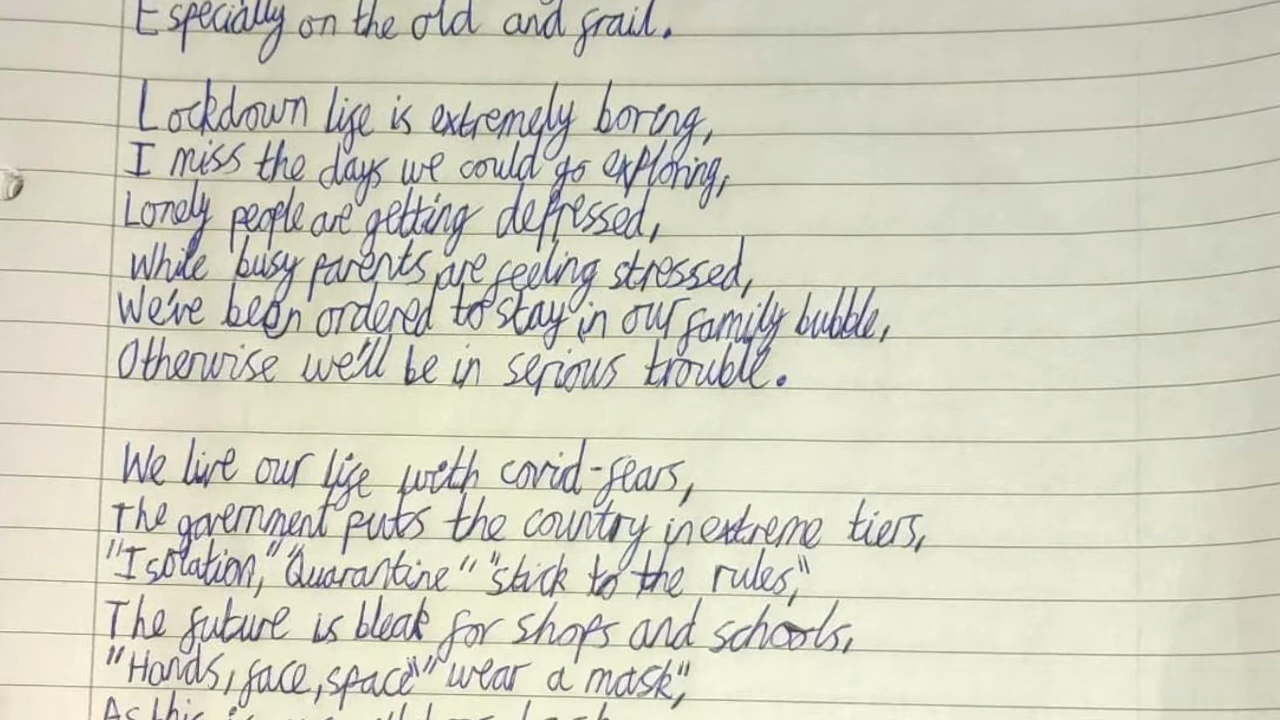 Especially on the old and frail.
Lockdown life is extremely boring,
I miss the days we could go exploring,
Lonely people are getting depressed,
While busy parents are feeling stressed,
We've been ordered to stay in our family bubble,
Otherwise we'll be in serious trouble.
We live our life with covid-fears,
The government puts the country in extreme tiers,
"Isolation," "Quarantine" "stick to the rules,"
The future is bleak for shops and schools,
"Hands, face, space" "wear a mask",
As this is